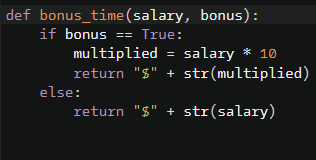 def bonus_time(salary, bonus):
    if bonus == True:
        multiplied = salary * 10
        return "$" + str(multiplied)
    else:
        return "$" + str(salary)